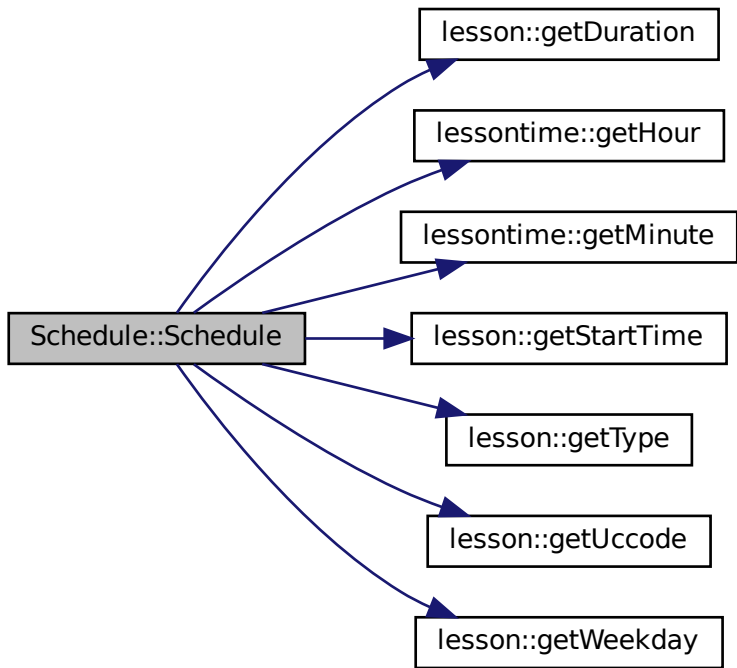 lesson::getDuration
lessontime::getHour
lessontime::getMinute
Schedule::Schedule
lesson::getStartTime
lesson::getType
lesson::getUccode
lesson::getWeekday